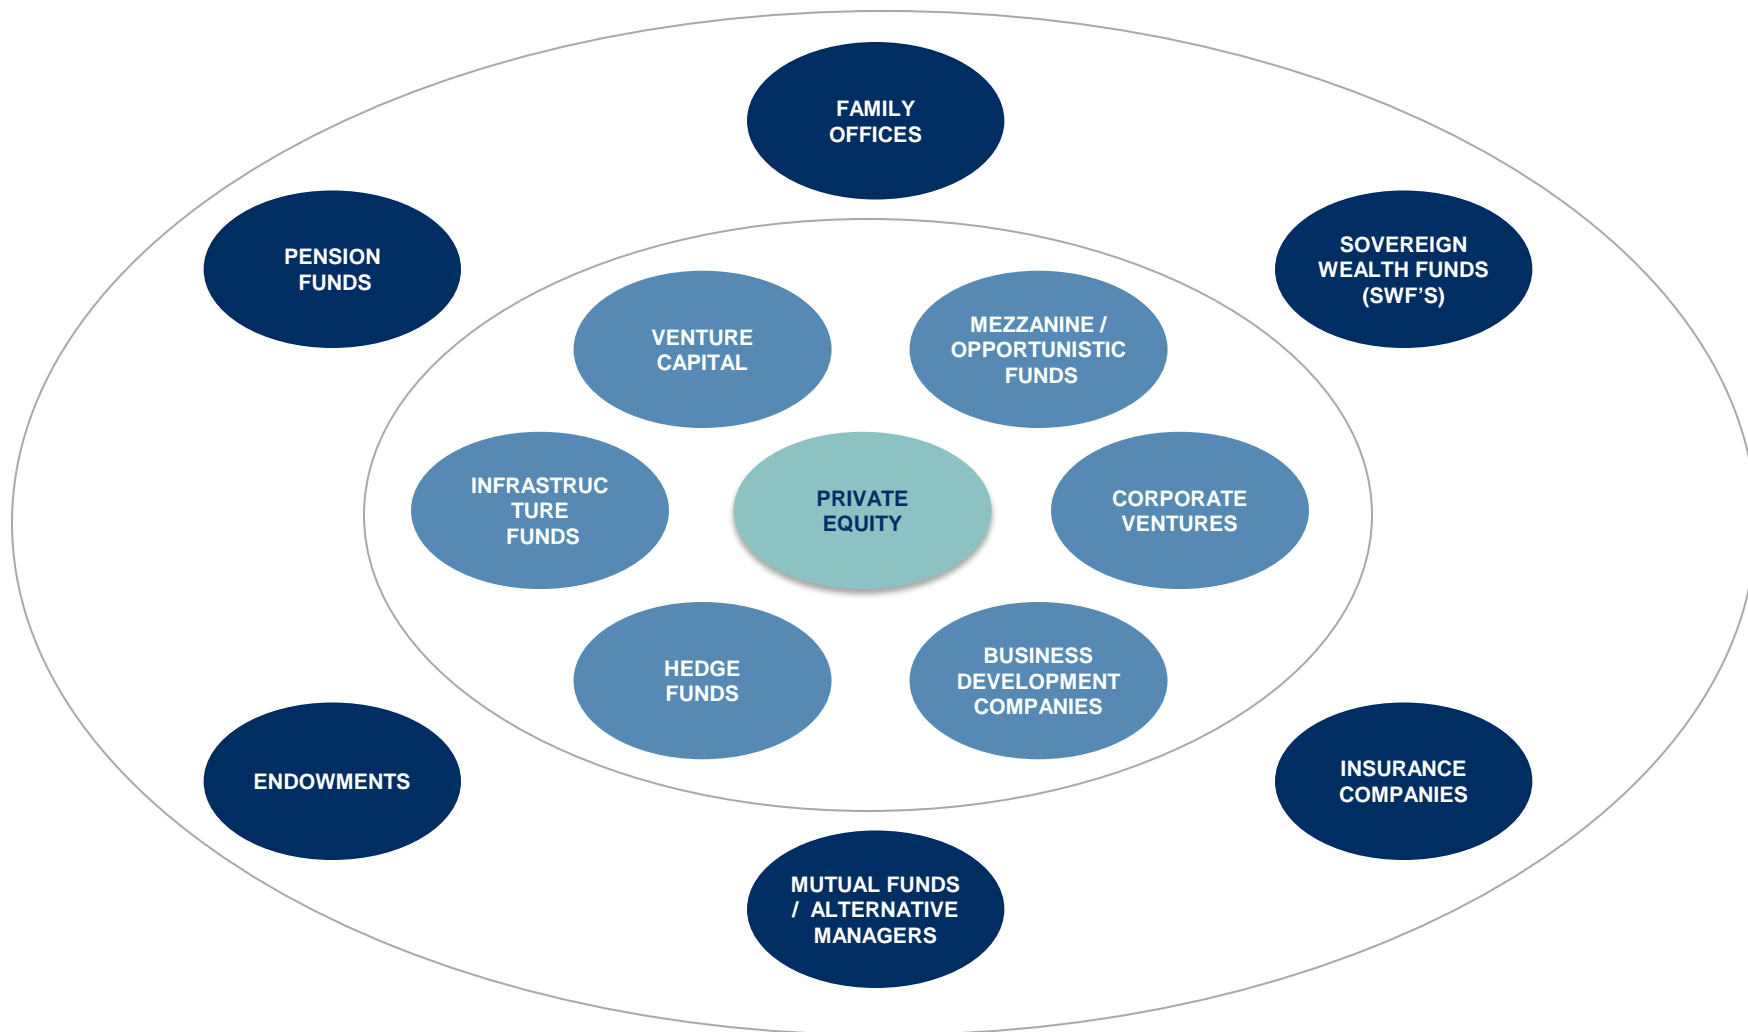 FAMILY
OFFICES
PENSION
FUNDS
SOVEREIGN
WEALTH FUNDS
(SWF’S)
VENTURE
CAPITAL
MEZZANINE /
OPPORTUNISTIC
FUNDS
INFRASTRUC
TURE
FUNDS
PRIVATE
EQUITY
CORPORATE
VENTURES
HEDGE
FUNDS
BUSINESS
DEVELOPMENT
COMPANIES
ENDOWMENTS
INSURANCE
COMPANIES
MUTUAL FUNDS
/ ALTERNATIVE
MANAGERS